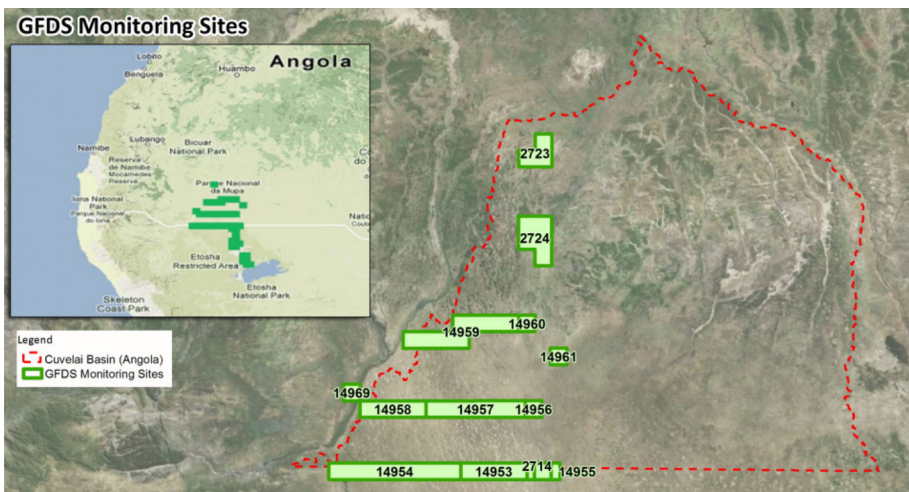 GFDS Monitoring Sites
Angola
Lobito
Benguela
Huambo
Lubango
Bicuar
National Park
Namibe
Reserve
de Namibe
Mocamedes
Reserve
Parque Nacional
da Mupa
Iona National
Park
Parque Nacional
do Iona
Etosha
Restricted Area
Etosha
National Park
Skeleton
Coast Park
Legend
Cuvelai Basin (Angola)
GFDS Monitoring Sites
2723
2724
14960
14959
14961
14969
14958
14957
14956
14954
14953
2714
14955